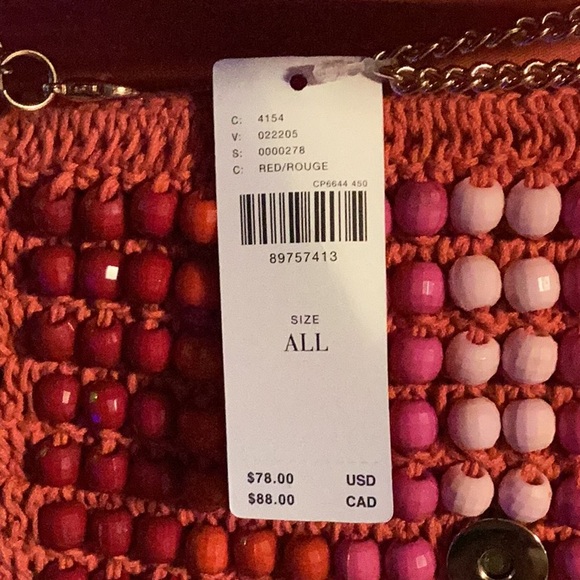 C: 4154
V: 022205
S: 0000278
C: RED/ROUGE
CP6644 450
89757413
SIZE
ALL
$78.00 USD
$88.00 CAD